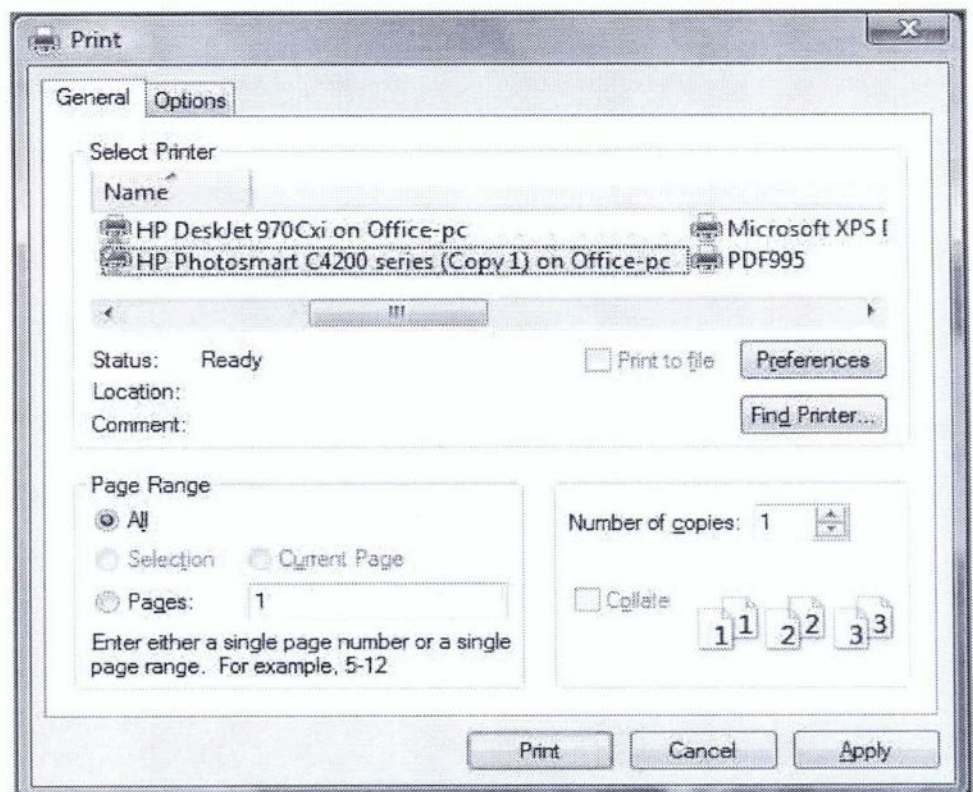 Print
General Options
Select Printer
Name
HP DeskJet 970Cxi on Office-pc Microsoft XPS
HP Photosmart C4200 series (Copy 1) on Office-pc PDF995
Status: Ready Print to file Preferences
Location:
Comment: Find Printer...
Page Range
All Number of copies: 1
Selection Current Page
Pages: 1 Collate
1 1 2 2 3 3
Enter either a single page number or a single
page range. For example, 5-12
Print Cancel Apply